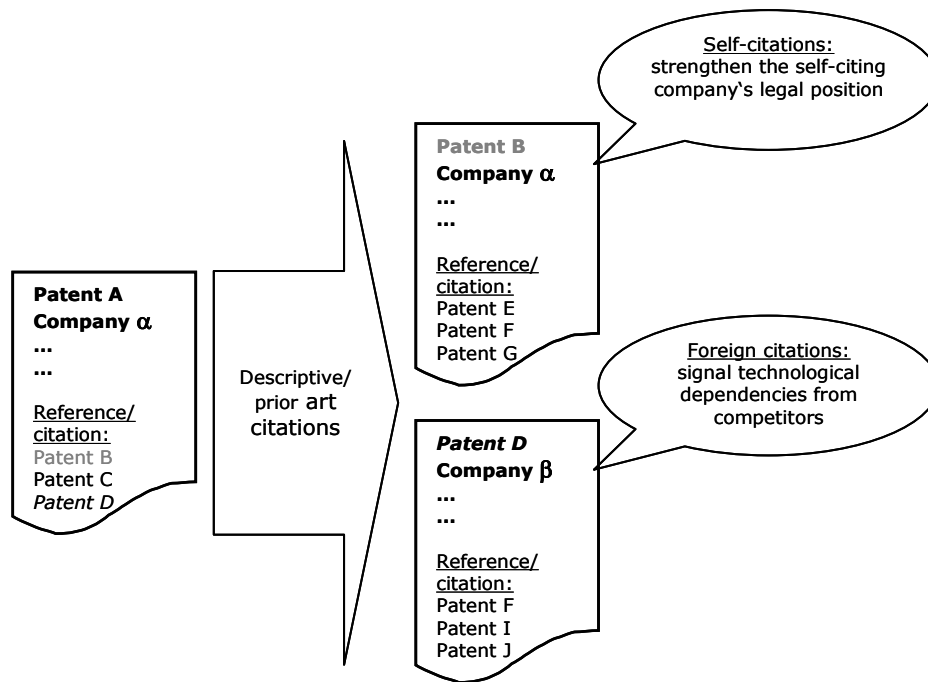 Patent A
Company α
...
...
Reference/
citation:
Patent B
Patent C
Patent D
Descriptive/
prior art
citations
Patent B
Company α
...
...
Reference/
citation:
Patent E
Patent F
Patent G
Self-citations:
strengthen the self-citing
company‘s legal position
Patent D
Company β
...
...
Reference/
citation:
Patent F
Patent I
Patent J
Foreign citations:
signal technological
dependencies from
competitors